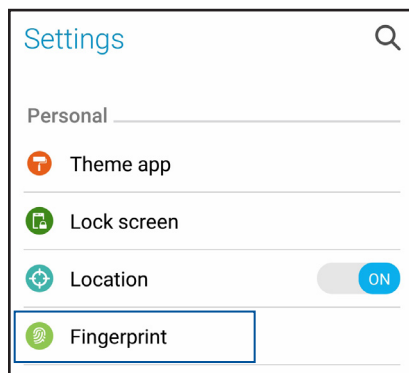 Settings
Personal
Theme app
Lock screen
Location ON
Fingerprint